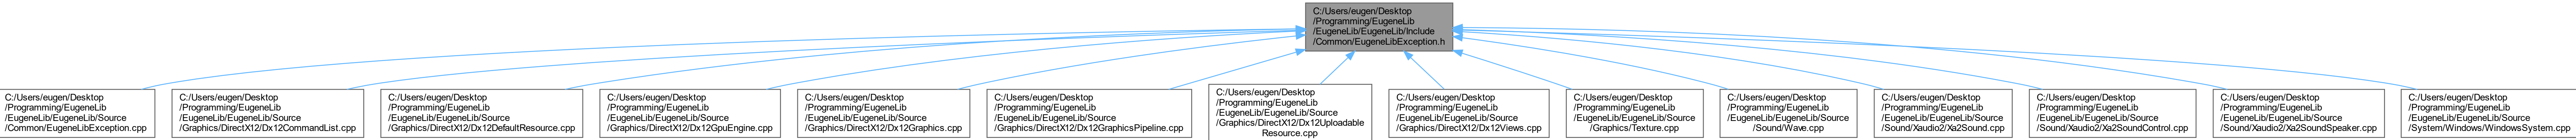 C:/Users/eugen/Desktop
/Programming/EugeneLib
/EugeneLib/EugeneLib/Include
/Common/EugeneLibException.h
C:/Users/eugen/Desktop
/Programming/EugeneLib
/EugeneLib/EugeneLib/Source
/Common/EugeneLibException.cpp
C:/Users/eugen/Desktop
/Programming/EugeneLib
/EugeneLib/EugeneLib/Source
/Graphics/DirectX12/Dx12CommandList.cpp
C:/Users/eugen/Desktop
/Programming/EugeneLib
/EugeneLib/EugeneLib/Source
/Graphics/DirectX12/Dx12DefaultResource.cpp
C:/Users/eugen/Desktop
/Programming/EugeneLib
/EugeneLib/EugeneLib/Source
/Graphics/DirectX12/Dx12GpuEngine.cpp
C:/Users/eugen/Desktop
/Programming/EugeneLib
/EugeneLib/EugeneLib/Source
/Graphics/DirectX12/Dx12Graphics.cpp
C:/Users/eugen/Desktop
/Programming/EugeneLib
/EugeneLib/EugeneLib/Source
/Graphics/DirectX12/Dx12GraphicsPipeline.cpp
C:/Users/eugen/Desktop
/Programming/EugeneLib
/EugeneLib/EugeneLib/Source
/Graphics/DirectX12/Dx12Uploadable
Resource.cpp
C:/Users/eugen/Desktop
/Programming/EugeneLib
/EugeneLib/EugeneLib/Source
/Graphics/DirectX12/Dx12Views.cpp
C:/Users/eugen/Desktop
/Programming/EugeneLib
/EugeneLib/EugeneLib/Source
/Graphics/Texture.cpp
C:/Users/eugen/Desktop
/Programming/EugeneLib
/EugeneLib/EugeneLib/Source
/Sound/Wave.cpp
C:/Users/eugen/Desktop
/Programming/EugeneLib
/EugeneLib/EugeneLib/Source
/Sound/Xaudio2/Xa2Sound.cpp
C:/Users/eugen/Desktop
/Programming/EugeneLib
/EugeneLib/EugeneLib/Source
/Sound/Xaudio2/Xa2SoundControl.cpp
C:/Users/eugen/Desktop
/Programming/EugeneLib
/EugeneLib/EugeneLib/Source
/Sound/Xaudio2/Xa2SoundSpeaker.cpp
C:/Users/eugen/Desktop
/Programming/EugeneLib
/EugeneLib/EugeneLib/Source
/System/Windows/WindowsSystem.cpp